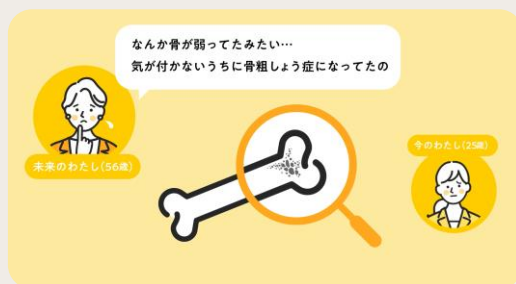 なんか骨が弱ってたみたい…
気が付かないうちに骨粗しょう症になってたの
未来のわたし(56歳)
今のわたし(25歳)